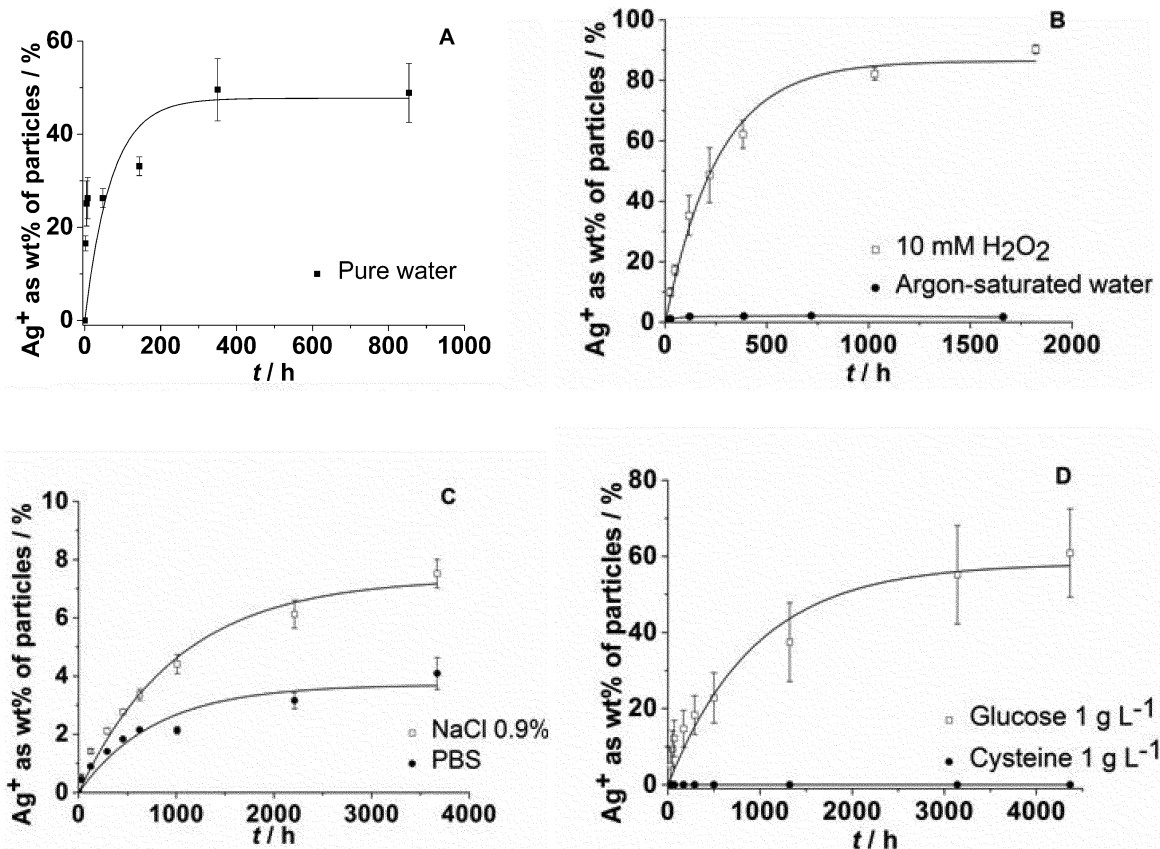 A
Ag⁺ as wt% of particles / %
60
40
20
0
Pure water
0 200 400 600 800 1000
t / h
B
Ag⁺ as wt% of particles / %
100
80
60
40
20
0
10 mM H₂O₂
Argon-saturated water
0 500 1000 1500 2000
t / h
C
Ag⁺ as wt% of particles / %
10
8
6
4
2
0
NaCl 0.9%
PBS
0 1000 2000 3000 4000
t / h
D
Ag⁺ as wt% of particles / %
80
60
40
20
0
Glucose 1 g L⁻¹
Cysteine 1 g L⁻¹
0 1000 2000 3000 4000
t / h